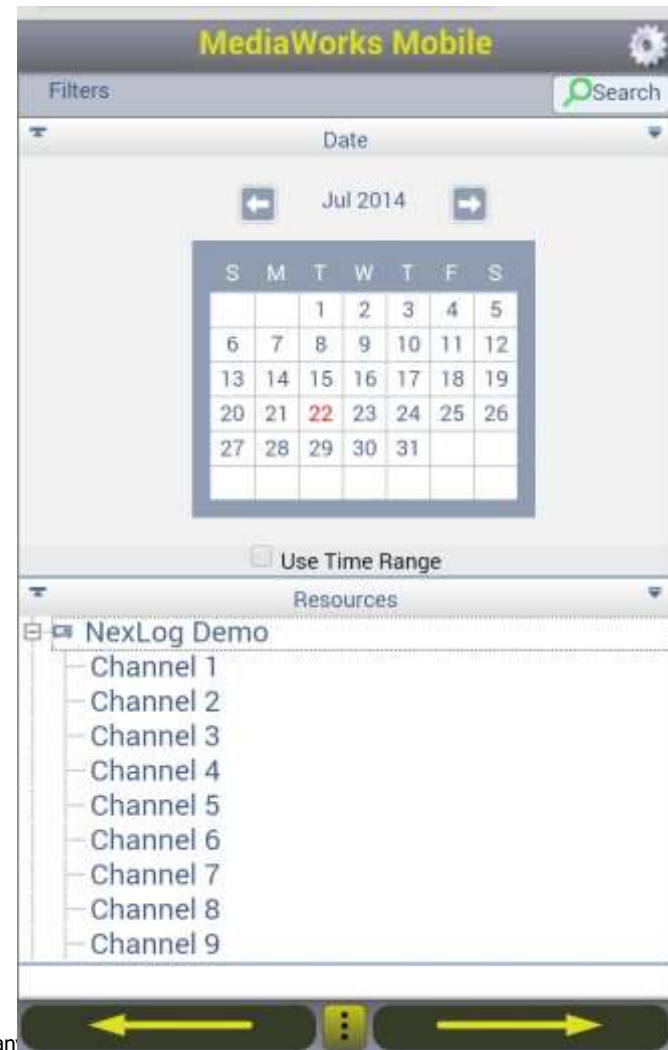 MediaWorks Mobile
Filters Search
Date
Jul 2014
S M T W T F S
1 2 3 4 5
6 7 8 9 10 11 12
13 14 15 16 17 18 19
20 21 22 23 24 25 26
27 28 29 30 31
Use Time Range
Resources
NexLog Demo
Channel 1
Channel 2
Channel 3
Channel 4
Channel 5
Channel 6
Channel 7
Channel 8
Channel 9